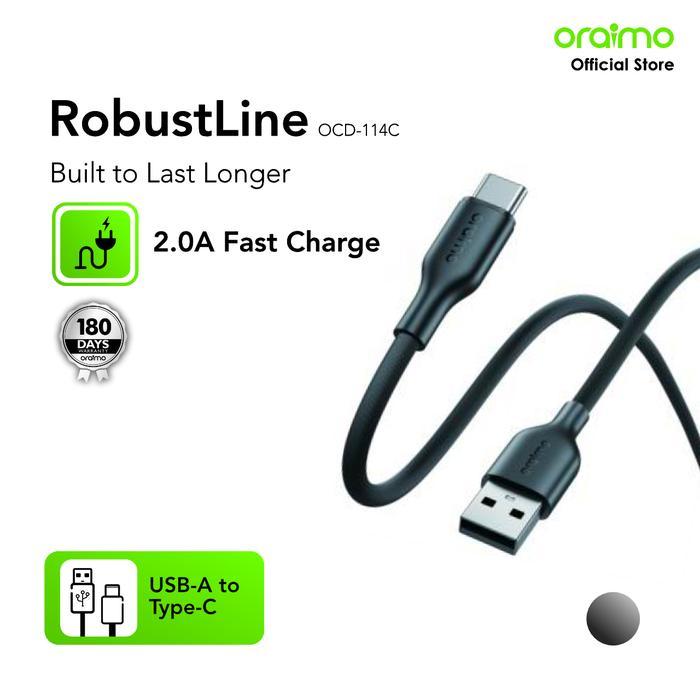 oraimo
Official Store
RobustLine OCD-114C
Built to Last Longer
2.0A Fast Charge
180
DAYS
WARRANTY
oraimo
oraimo
oraimo
USB-A to
Type-C